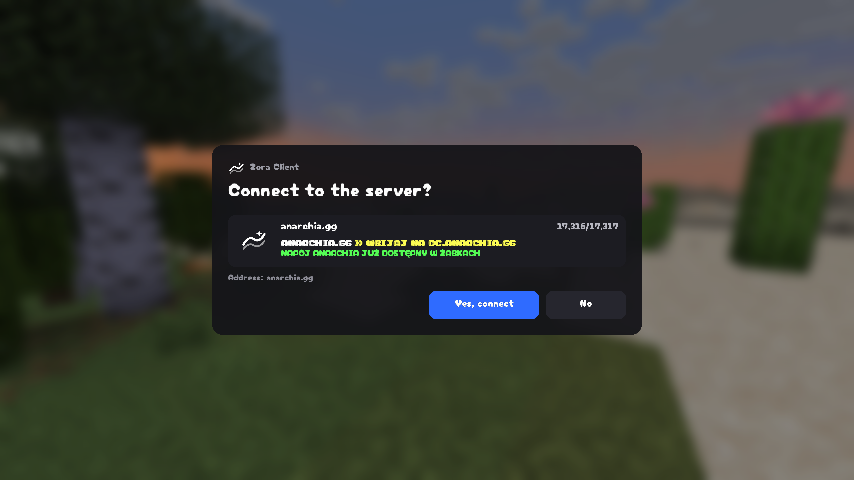 Zora Client
Connect to the server?
anarchia.gg 17,316/17,317
ANARCHIA.GG » WBIJAJ NA DC.ANARCHIA.GG
NAPÓJ ANARCHIA JUŻ DOSTĘPNY W ŻABKACH
Address: anarchia.gg
Yes, connect No